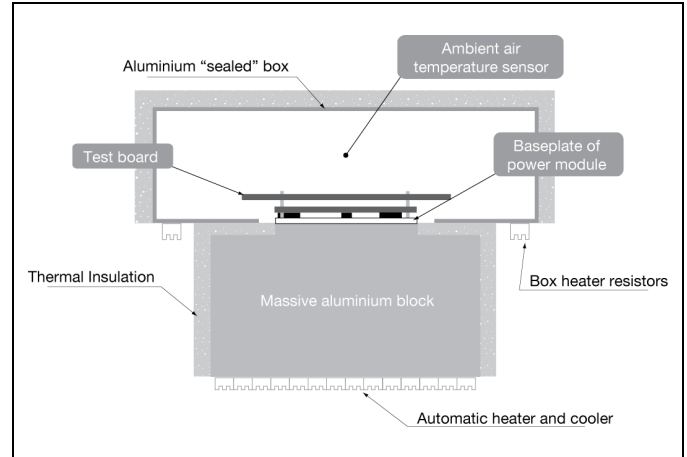 Ambient air
temperature sensor
Aluminium “sealed” box
Test board
Baseplate of
power module
Thermal Insulation
Massive aluminium block
Box heater resistors
Automatic heater and cooler